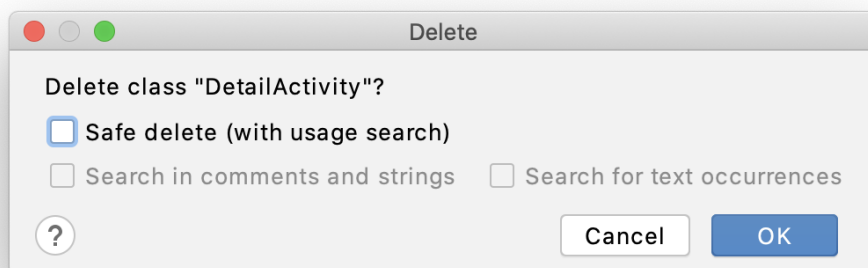 Delete
Delete class "DetailActivity"?
Safe delete (with usage search)
Search in comments and strings Search for text occurrences
? Cancel OK